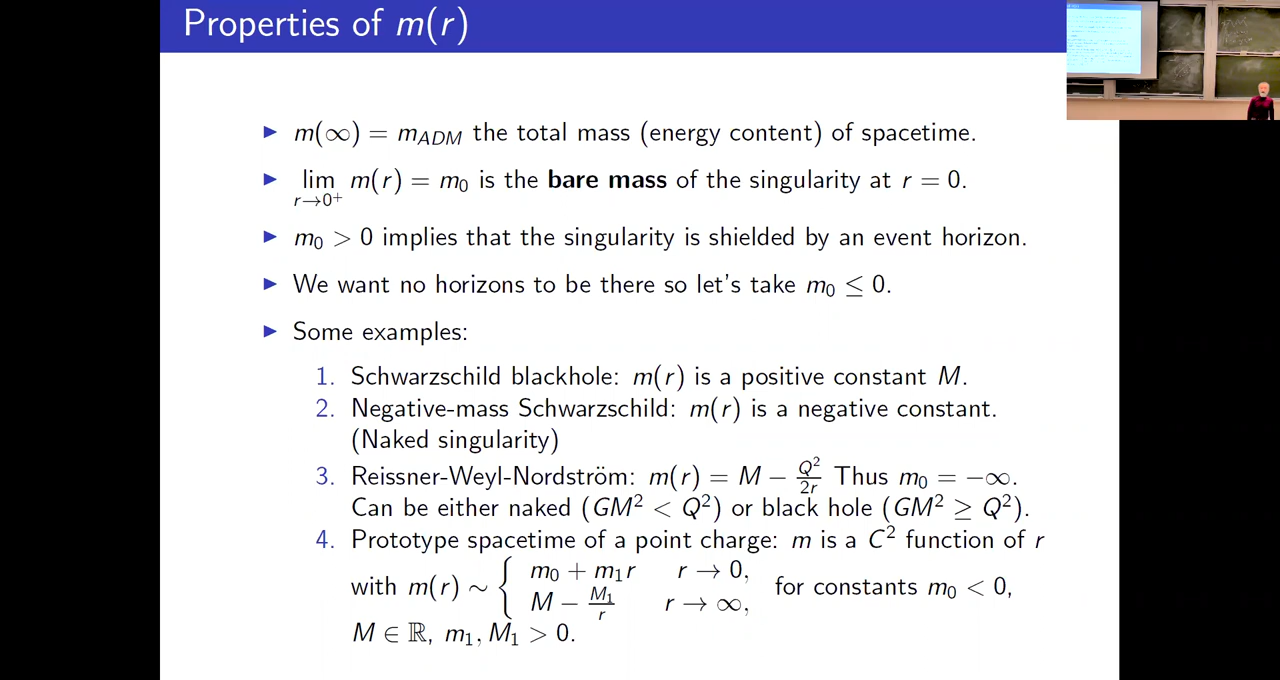 Properties of m(r)
▶ m(∞) = m_{ADM} the total mass (energy content) of spacetime.
▶ lim_{r→0⁺} m(r) = m₀ is the bare mass of the singularity at r = 0.
▶ m₀ > 0 implies that the singularity is shielded by an event horizon.
▶ We want no horizons to be there so let's take m₀ ≤ 0.
▶ Some examples:
1. Schwarzschild blackhole: m(r) is a positive constant M.
2. Negative-mass Schwarzschild: m(r) is a negative constant.
(Naked singularity)
3. Reissner-Weyl-Nordström: m(r) = M − \frac{Q²}{2r} Thus m₀ = −∞.
Can be either naked (GM² < Q²) or black hole (GM² ≥ Q²).
4. Prototype spacetime of a point charge: m is a C² function of r
with m(r) ∼ { m₀ + m₁r r → 0,
M − \frac{M₁}{r} r → ∞, for constants m₀ < 0,
M ∈ ℝ, m₁, M₁ > 0.